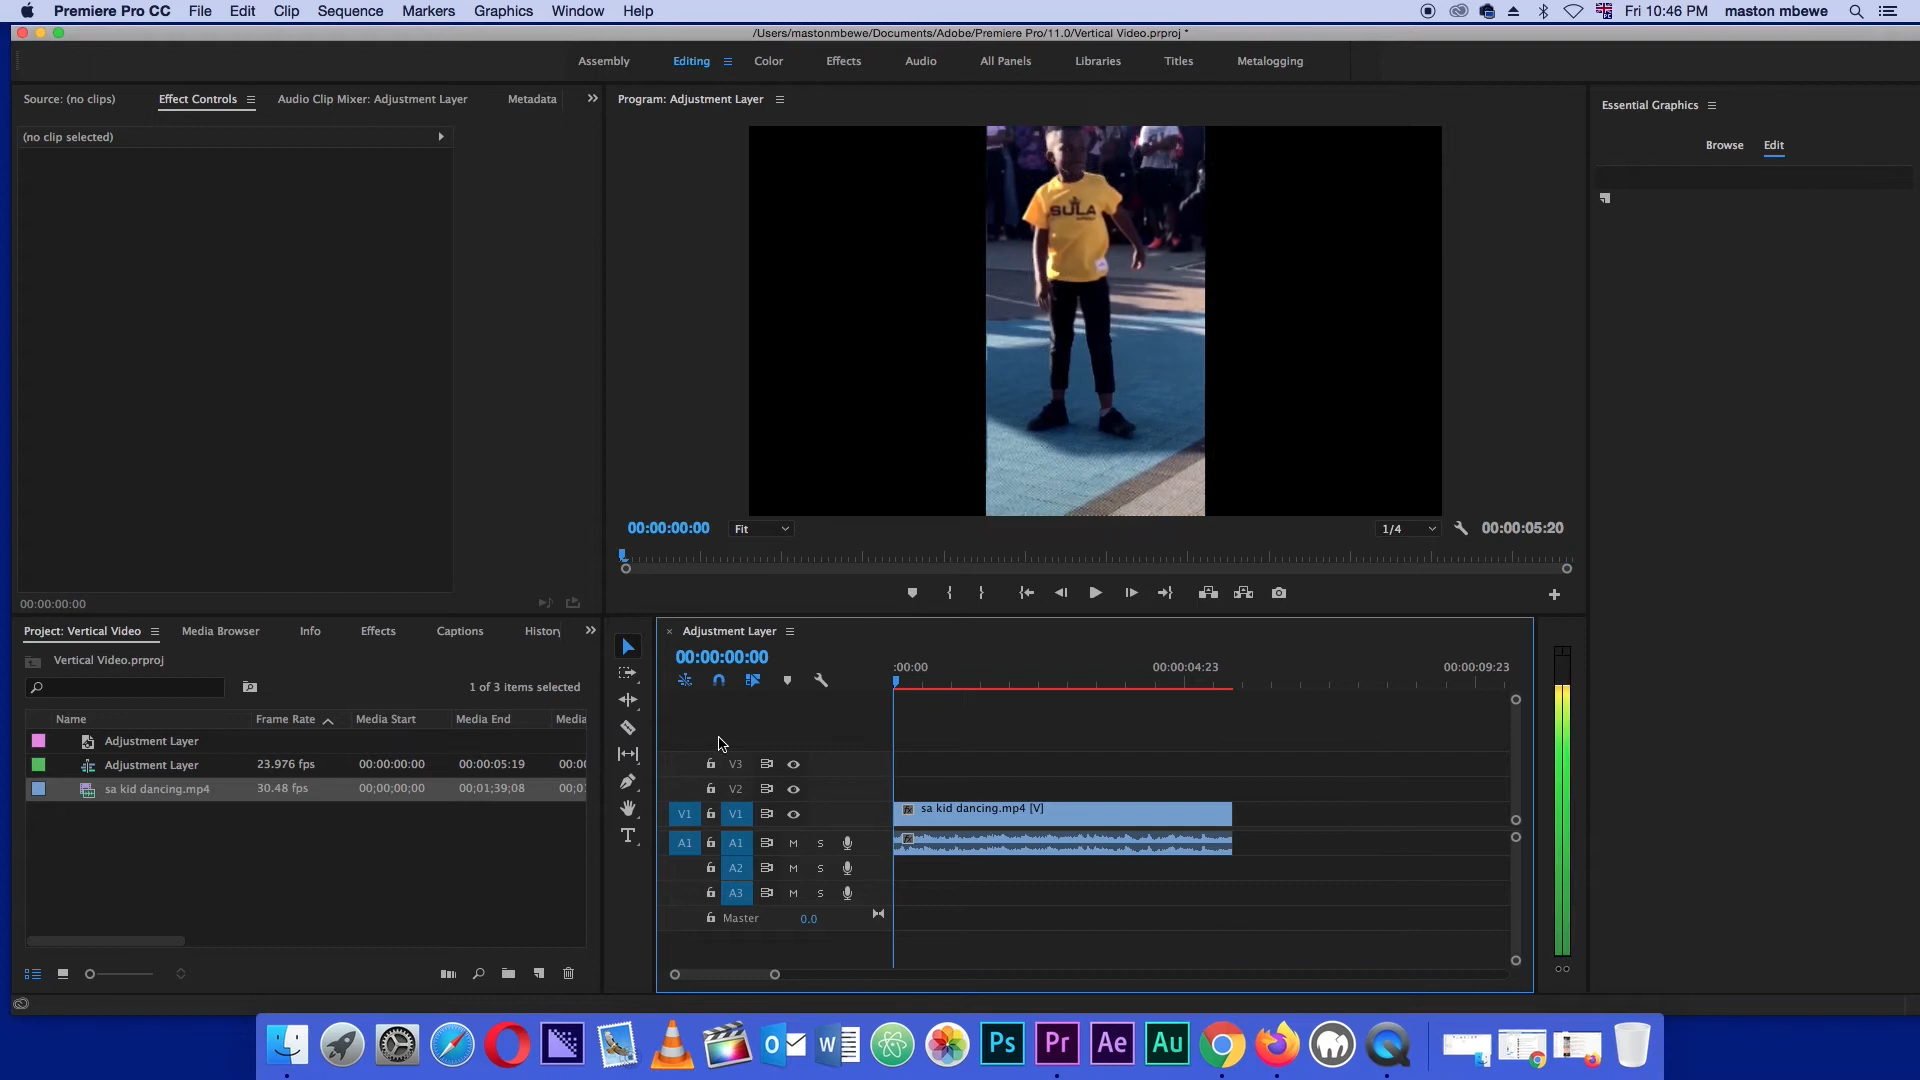 Premiere Pro CC File Edit Clip Sequence Markers Graphics Window Help Fri 10:46 PM maston mbewe
/Users/mastonmbewe/Documents/Adobe/Premiere Pro/11.0/Vertical Video.prproj *
Assembly Editing Color Effects Audio All Panels Libraries Titles Metalogging
Source: (no clips) Effect Controls Audio Clip Mixer: Adjustment Layer Metadata
(no clip selected)
00:00:00:00
Program: Adjustment Layer
SULA
00:00:00:00 Fit 1/4 00:00:05:20
Essential Graphics
Browse Edit
Project: Vertical Video Media Browser Info Effects Captions History
Vertical Video.prproj
1 of 3 items selected
Name Frame Rate Media Start Media End Media
Adjustment Layer
Adjustment Layer 23.976 fps 00:00:00:00 00:00:05:19 00:00
sa kid dancing.mp4 30.48 fps 00;00;00;00 00;01;39;08 00;0
Adjustment Layer
00:00:00:00
:00:00 00:00:04:23 00:00:09:23
V3
V2
V1 V1 sa kid dancing.mp4 [V]
A1 A1 M S
A2 M S
A3 M S
Master 0.0
W Ps Pr Ae Au